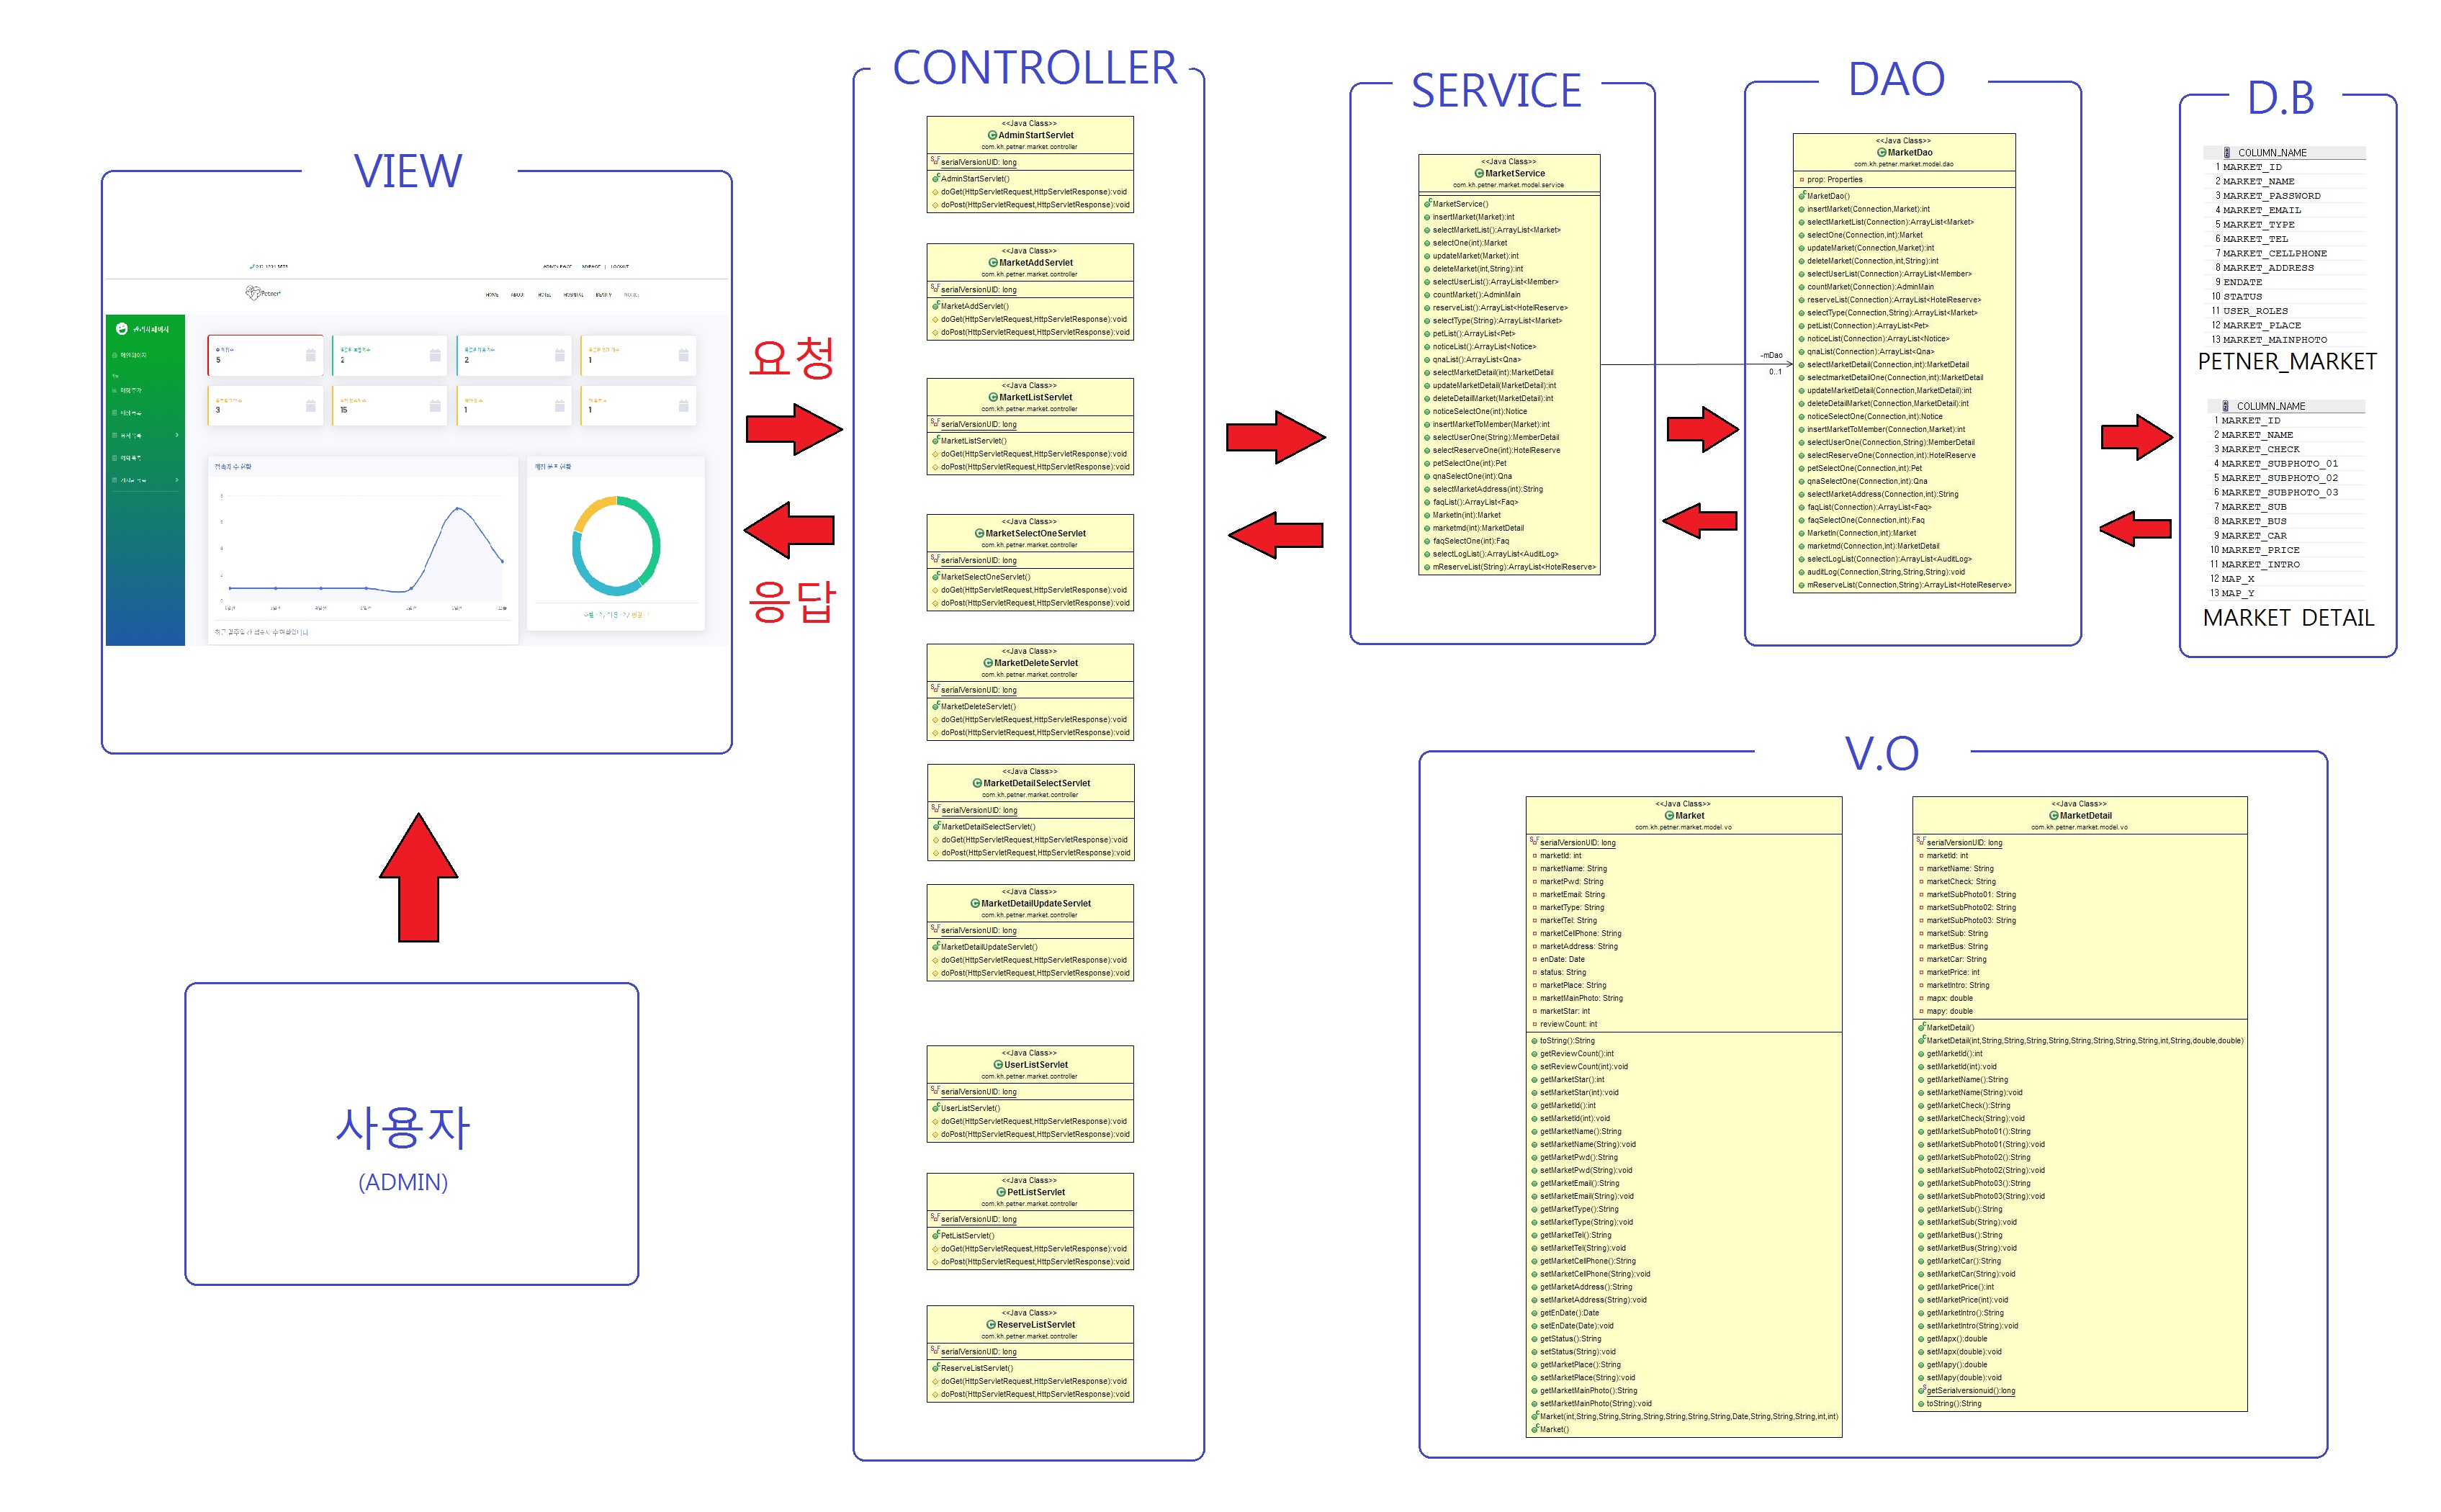 VIEW
Petner
HOME
ABOUT
HOTEL
HOSPITAL
관리자페이지
메인페이지
5
2
2
1
3
15
1
1
접속자 수 현황
요청
응답
사용자
(ADMIN)
CONTROLLER
<<Java Class>>
AdminStartServlet
com.kh.petner.market.controller
serialVersionUID: long
AdminStartServlet()
doGet(HttpServletRequest,HttpServletResponse):void
doPost(HttpServletRequest,HttpServletResponse):void
<<Java Class>>
MarketAddServlet
com.kh.petner.market.controller
serialVersionUID: long
MarketAddServlet()
doGet(HttpServletRequest,HttpServletResponse):void
doPost(HttpServletRequest,HttpServletResponse):void
<<Java Class>>
MarketListServlet
com.kh.petner.market.controller
serialVersionUID: long
MarketListServlet()
doGet(HttpServletRequest,HttpServletResponse):void
doPost(HttpServletRequest,HttpServletResponse):void
<<Java Class>>
MarketSelectOneServlet
com.kh.petner.market.controller
serialVersionUID: long
MarketSelectOneServlet()
doGet(HttpServletRequest,HttpServletResponse):void
doPost(HttpServletRequest,HttpServletResponse):void
<<Java Class>>
MarketDeleteServlet
com.kh.petner.market.controller
serialVersionUID: long
MarketDeleteServlet()
doGet(HttpServletRequest,HttpServletResponse):void
doPost(HttpServletRequest,HttpServletResponse):void
<<Java Class>>
MarketDetailSelectServlet
com.kh.petner.market.controller
serialVersionUID: long
MarketDetailSelectServlet()
doGet(HttpServletRequest,HttpServletResponse):void
doPost(HttpServletRequest,HttpServletResponse):void
<<Java Class>>
MarketDetailUpdateServlet
com.kh.petner.market.controller
serialVersionUID: long
MarketDetailUpdateServlet()
doGet(HttpServletRequest,HttpServletResponse):void
doPost(HttpServletRequest,HttpServletResponse):void
<<Java Class>>
UserListServlet
com.kh.petner.market.controller
serialVersionUID: long
UserListServlet()
doGet(HttpServletRequest,HttpServletResponse):void
doPost(HttpServletRequest,HttpServletResponse):void
<<Java Class>>
PetListServlet
com.kh.petner.market.controller
serialVersionUID: long
PetListServlet()
doGet(HttpServletRequest,HttpServletResponse):void
doPost(HttpServletRequest,HttpServletResponse):void
<<Java Class>>
ReserveListServlet
com.kh.petner.market.controller
serialVersionUID: long
ReserveListServlet()
doGet(HttpServletRequest,HttpServletResponse):void
doPost(HttpServletRequest,HttpServletResponse):void
SERVICE
<<Java Class>>
MarketService
com.kh.petner.market.model.service
MarketService()
insertMarket(Market):int
selectMarketList():ArrayList<Market>
selectOne(int):Market
updateMarket(Market):int
deleteMarket(int,String):int
selectUserList():ArrayList<Member>
countMarket():AdminMain
reserveList():ArrayList<HotelReserve>
selectType(String):ArrayList<Market>
petList():ArrayList<Pet>
noticeList():ArrayList<Notice>
qnaList():ArrayList<Qna>
selectMarketDetail(int):MarketDetail
updateMarketDetail(MarketDetail):int
deleteDetailMarket(MarketDetail):int
noticeSelectOne(int):Notice
insertMarketToMember(Market):int
selectUserOne(String):MemberDetail
selectReserveOne(int):HotelReserve
petSelectOne(int):Pet
qnaSelectOne(int):Qna
selectMarketAddress(int):String
faqList():ArrayList<Faq>
MarketIn(int):Market
marketmd(int):MarketDetail
faqSelectOne(int):Faq
selectLogList():ArrayList<AuditLog>
mReserveList(String):ArrayList<HotelReserve>
-mDao
0..1
DAO
<<Java Class>>
MarketDao
com.kh.petner.market.model.dao
prop: Properties
MarketDao()
insertMarket(Connection,Market):int
selectMarketList(Connection):ArrayList<Market>
selectOne(Connection,int):Market
updateMarket(Connection,Market):int
deleteMarket(Connection,int,String):int
selectUserList(Connection):ArrayList<Member>
countMarket(Connection):AdminMain
reserveList(Connection):ArrayList<HotelReserve>
selectType(Connection,String):ArrayList<Market>
petList(Connection):ArrayList<Pet>
noticeList(Connection):ArrayList<Notice>
qnaList(Connection):ArrayList<Qna>
selectMarketDetail(Connection,int):MarketDetail
selectmarketDetailOne(Connection,int):MarketDetail
updateMarketDetail(Connection,MarketDetail):int
deleteDetailMarket(Connection,MarketDetail):int
noticeSelectOne(Connection,int):Notice
insertMarketToMember(Connection,Market):int
selectUserOne(Connection,String):MemberDetail
selectReserveOne(Connection,int):HotelReserve
petSelectOne(Connection,int):Pet
qnaSelectOne(Connection,int):Qna
selectMarketAddress(Connection,int):String
faqList(Connection):ArrayList<Faq>
faqSelectOne(Connection,int):Faq
MarketIn(Connection,int):Market
marketmd(Connection,int):MarketDetail
selectLogList(Connection):ArrayList<AuditLog>
auditLog(Connection,String,String,String):void
mReserveList(Connection,String):ArrayList<HotelReserve>
D.B
COLUMN_NAME
1 MARKET_ID
2 MARKET_NAME
3 MARKET_PASSWORD
4 MARKET_EMAIL
5 MARKET_TYPE
6 MARKET_TEL
7 MARKET_CELLPHONE
8 MARKET_ADDRESS
9 ENDATE
10 STATUS
11 USER_ROLES
12 MARKET_PLACE
13 MARKET_MAINPHOTO
PETNER_MARKET
COLUMN_NAME
1 MARKET_ID
2 MARKET_NAME
3 MARKET_CHECK
4 MARKET_SUBPHOTO_01
5 MARKET_SUBPHOTO_02
6 MARKET_SUBPHOTO_03
7 MARKET_SUB
8 MARKET_BUS
9 MARKET_CAR
10 MARKET_PRICE
11 MARKET_INTRO
12 MAP_X
13 MAP_Y
MARKET DETAIL
V.O
<<Java Class>>
Market
com.kh.petner.market.model.vo
serialVersionUID: long
marketId: int
marketName: String
marketPwd: String
marketEmail: String
marketType: String
marketTel: String
marketCellPhone: String
marketAddress: String
enDate: Date
status: String
marketPlace: String
marketMainPhoto: String
marketStar: int
reviewCount: int
toString():String
getReviewCount():int
setReviewCount(int):void
getMarketStar():int
setMarketStar(int):void
getMarketId():int
setMarketId(int):void
getMarketName():String
setMarketName(String):void
getMarketPwd():String
setMarketPwd(String):void
getMarketEmail():String
setMarketEmail(String):void
getMarketType():String
setMarketType(String):void
getMarketTel():String
setMarketTel(String):void
getMarketCellPhone():String
setMarketCellPhone(String):void
getMarketAddress():String
setMarketAddress(String):void
getEnDate():Date
setEnDate(Date):void
getStatus():String
setStatus(String):void
getMarketPlace():String
setMarketPlace(String):void
getMarketMainPhoto():String
setMarketMainPhoto(String):void
Market(int,String,String,String,String,String,String,String,Date,String,String,String,int,int)
Market()
<<Java Class>>
MarketDetail
com.kh.petner.market.model.vo
serialVersionUID: long
marketId: int
marketName: String
marketCheck: String
marketSubPhoto01: String
marketSubPhoto02: String
marketSubPhoto03: String
marketSub: String
marketBus: String
marketCar: String
marketPrice: int
marketIntro: String
mapx: double
mapy: double
MarketDetail()
MarketDetail(int,String,String,String,String,String,String,String,String,int,String,double,double)
getMarketId():int
setMarketId(int):void
getMarketName():String
setMarketName(String):void
getMarketCheck():String
setMarketCheck(String):void
getMarketSubPhoto01():String
setMarketSubPhoto01(String):void
getMarketSubPhoto02():String
setMarketSubPhoto02(String):void
getMarketSubPhoto03():String
setMarketSubPhoto03(String):void
getMarketSub():String
setMarketSub(String):void
getMarketBus():String
setMarketBus(String):void
getMarketCar():String
setMarketCar(String):void
getMarketPrice():int
setMarketPrice(int):void
getMarketIntro():String
setMarketIntro(String):void
getMapx():double
setMapx(double):void
getMapy():double
setMapy(double):void
getSerialversionuid():long
toString():String